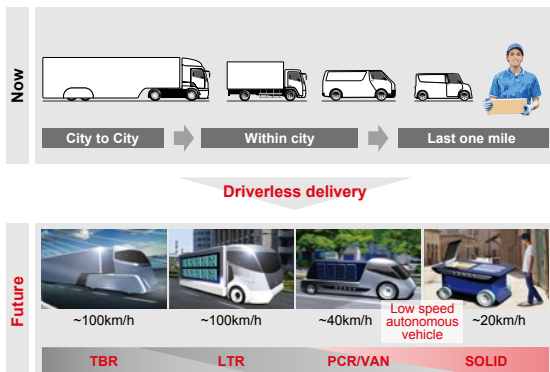 Now
City to City
Within city
Last one mile
Driverless delivery
Future
~100km/h
~100km/h
~40km/h
Low speed
autonomous
vehicle
~20km/h
TBR
LTR
PCR/VAN
SOLID